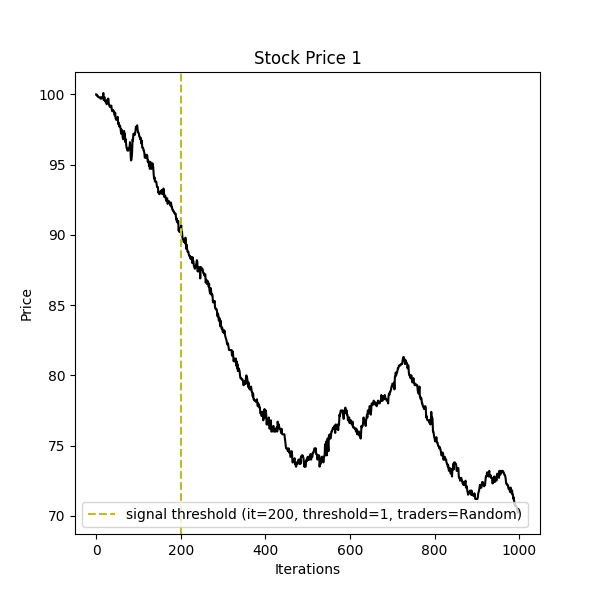 Stock Price 1
Price
100
95
90
85
80
75
70
signal threshold (it=200, threshold=1, traders=Random)
0 200 400 600 800 1000
Iterations